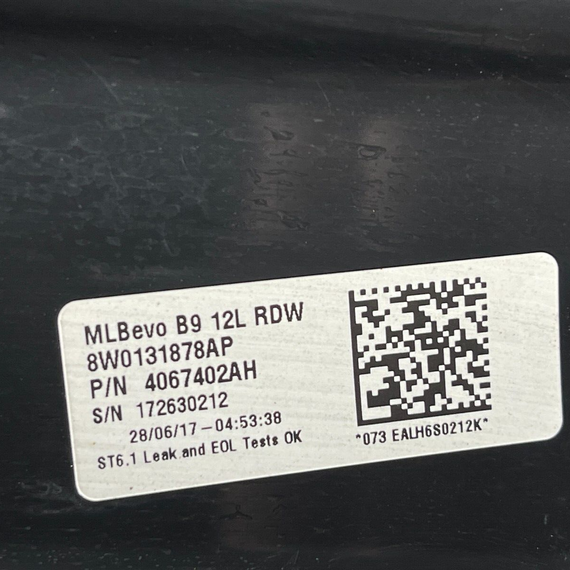 MLBevo B9 12L RDW
8W0131878AP
P/N 4067402AH
S/N 172630212
28/06/17-04:53:38
ST6.1 Leak and EOL Tests OK
*073 EALH6S0212K*